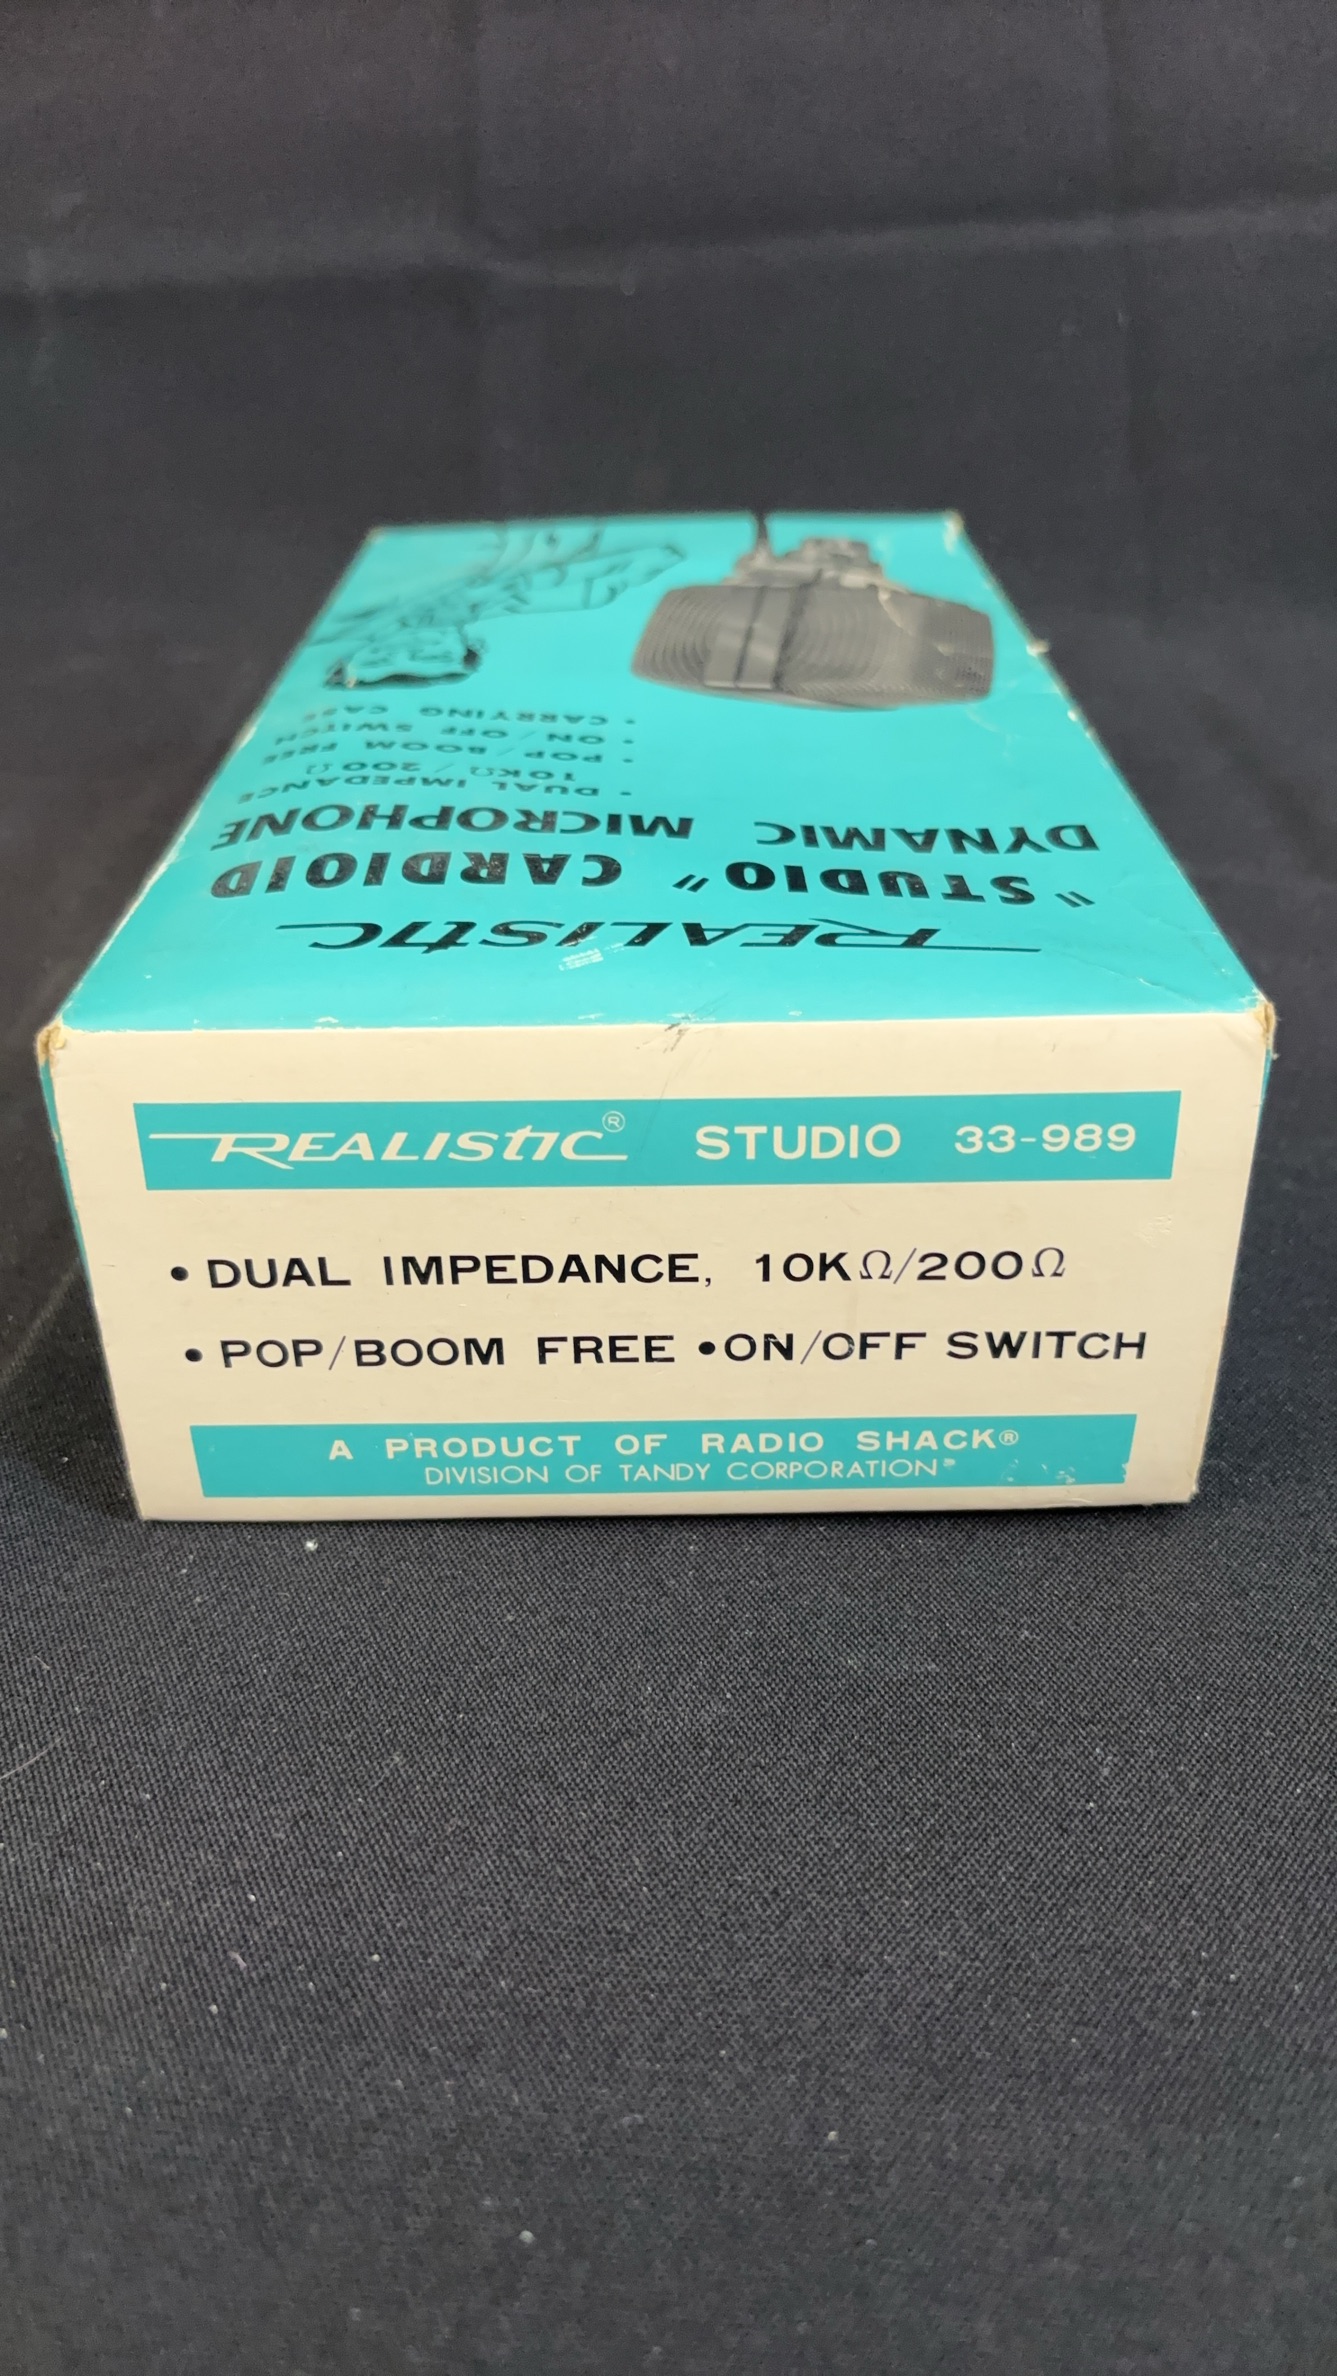 REALISTIC
"STUDIO" CARDIOID
DYNAMIC MICROPHONE
• DUAL IMPEDANCE
10KΩ/200Ω
• POP/BOOM FREE
• ON/OFF SWITCH
• CARRYING CASE
REALISTIC® STUDIO 33-989
• DUAL IMPEDANCE, 10KΩ/200Ω
• POP/BOOM FREE •ON/OFF SWITCH
A PRODUCT OF RADIO SHACK®
DIVISION OF TANDY CORPORATION